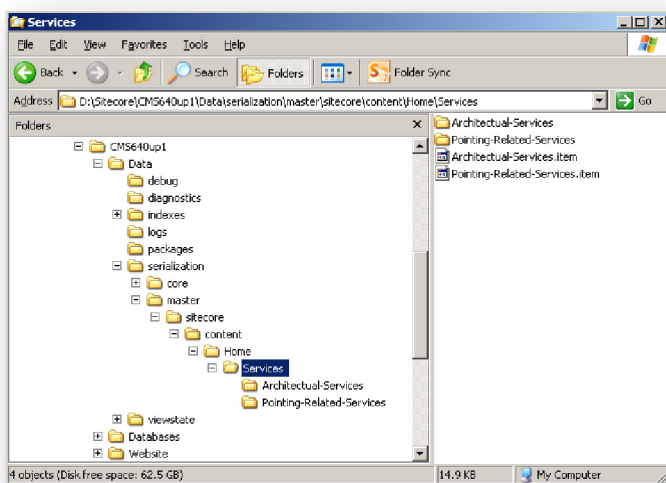 Services
File Edit View Favorites Tools Help
Back Search Folders Folder Sync
Address D:\Sitecore\CMS640up1\Data\serialization\master\sitecore\content\Home\Services Go
Folders x
CMS640up1
Data
debug
diagnostics
indexes
logs
packages
serialization
core
master
sitecore
content
Home
Services
Architectual-Services
Pointing-Related-Services
viewstate
Databases
Website
Architectual-Services
Pointing-Related-Services
Architectual-Services.item
Pointing-Related-Services.item
4 objects (Disk free space: 62.5 GB) 14.9 KB My Computer